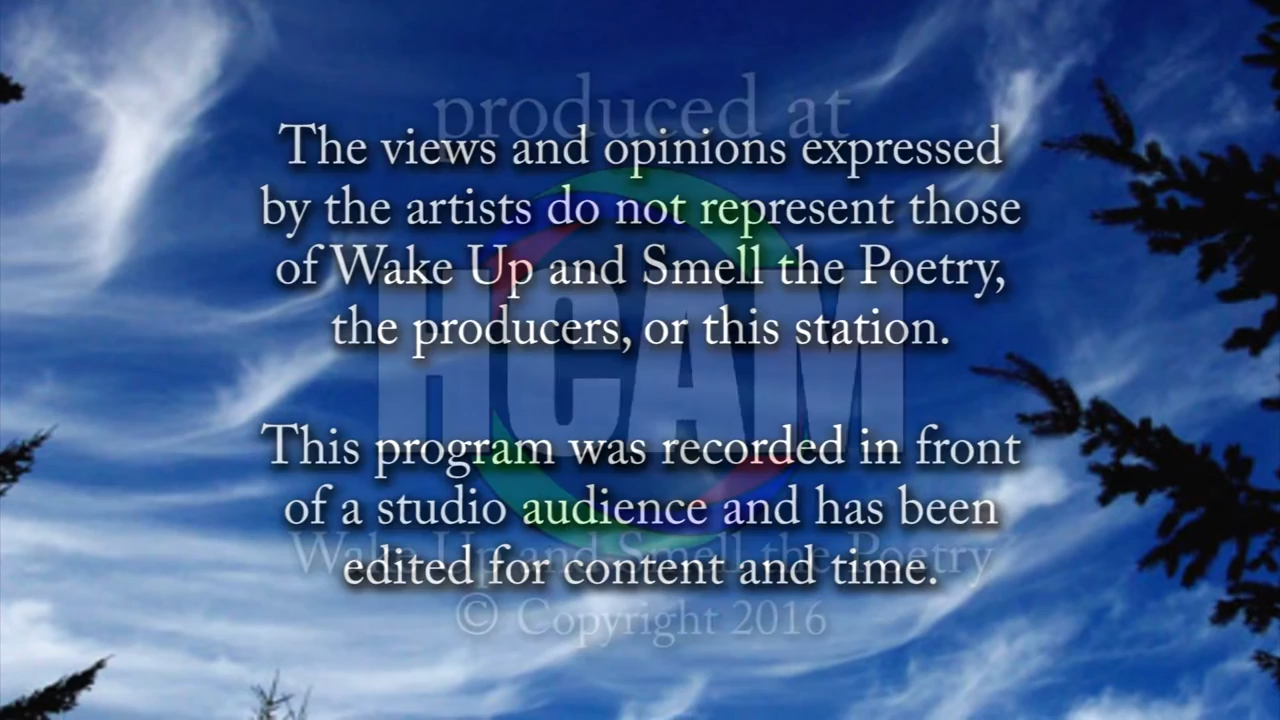 produced at
The views and opinions expressed
by the artists do not represent those
of Wake Up and Smell the Poetry,
the producers, or this station.
HCAM
This program was recorded in front
of a studio audience and has been
edited for content and time.
Wake Up and Smell the Poetry
© Copyright 2016